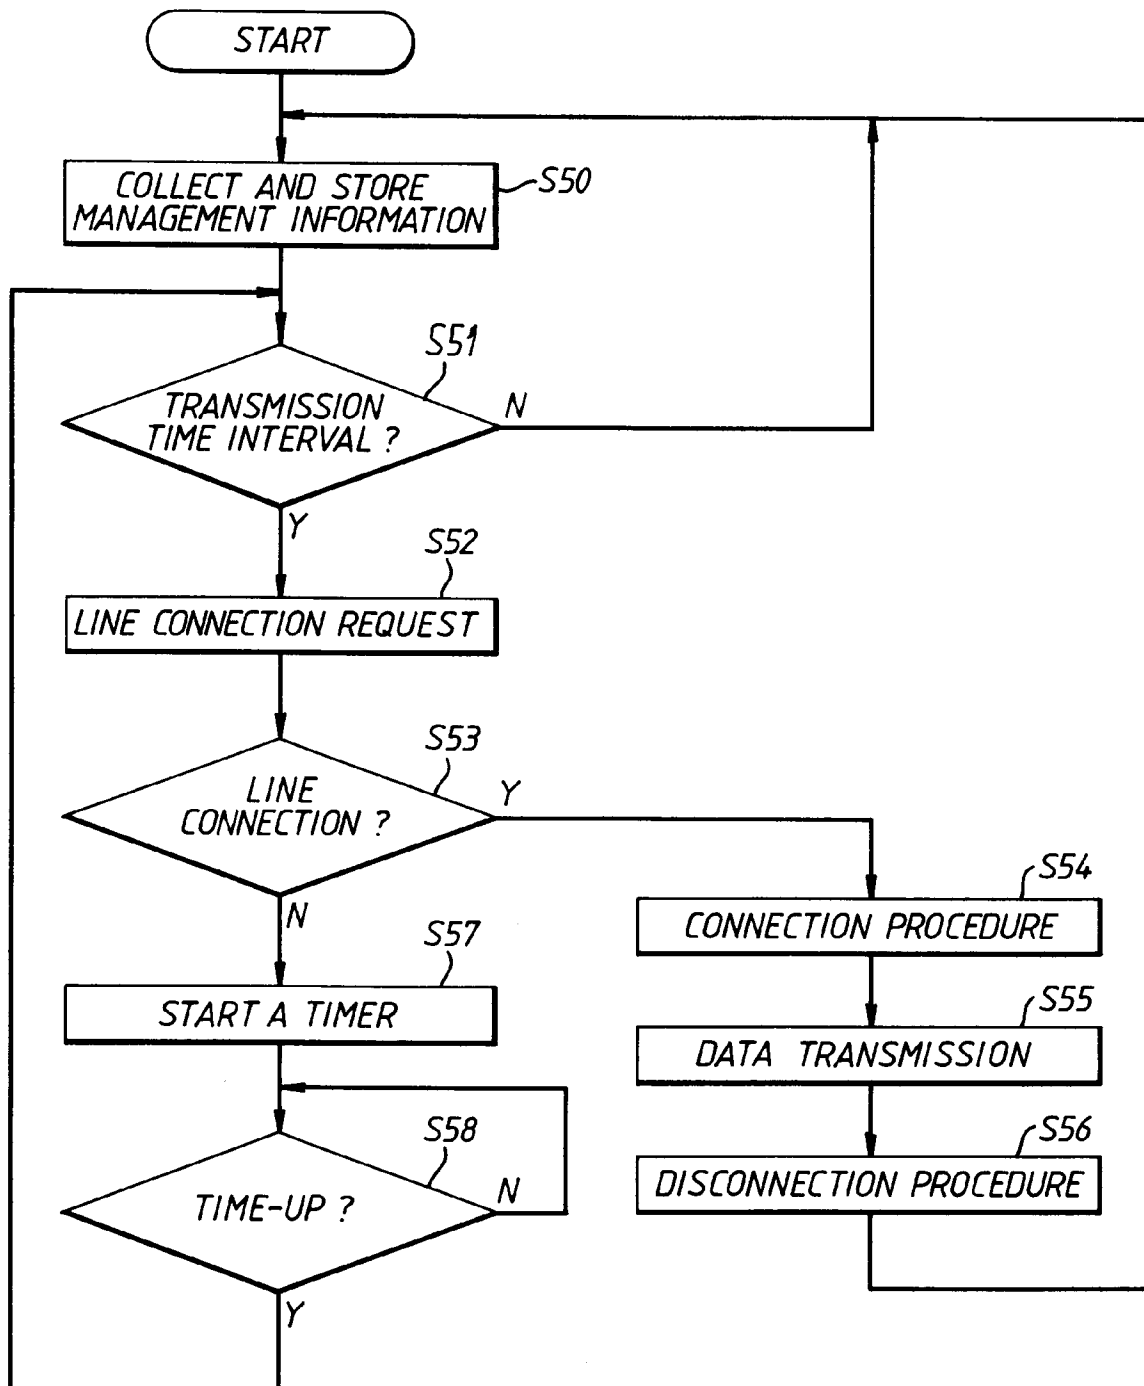 START
COLLECT AND STORE
MANAGEMENT INFORMATION
S50
S51
TRANSMISSION
TIME INTERVAL ?
N
Y
S52
LINE CONNECTION REQUEST
S53
LINE
CONNECTION ?
Y
N
S54
CONNECTION PROCEDURE
S57
START A TIMER
S55
DATA TRANSMISSION
S58
TIME-UP ?
N
Y
S56
DISCONNECTION PROCEDURE